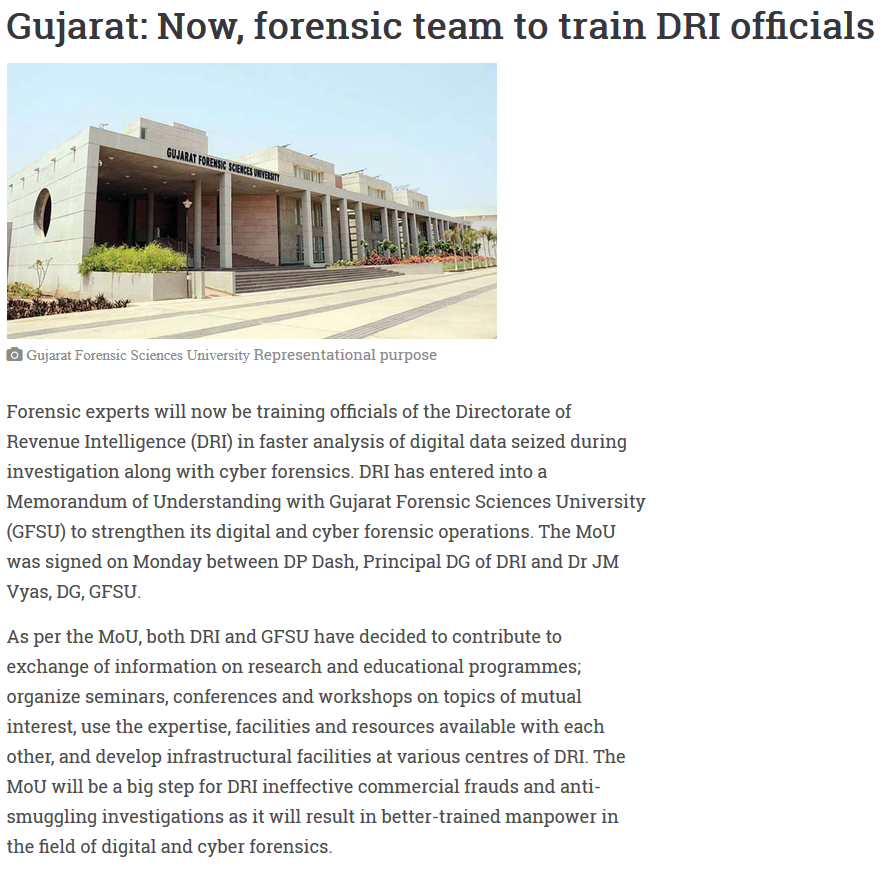 Gujarat: Now, forensic team to train DRI officials
GUJARAT FORENSIC SCIENCES UNIVERSITY
Gujarat Forensic Sciences University Representational purpose
Forensic experts will now be training officials of the Directorate of
Revenue Intelligence (DRI) in faster analysis of digital data seized during
investigation along with cyber forensics. DRI has entered into a
Memorandum of Understanding with Gujarat Forensic Sciences University
(GFSU) to strengthen its digital and cyber forensic operations. The MoU
was signed on Monday between DP Dash, Principal DG of DRI and Dr JM
Vyas, DG, GFSU.
As per the MoU, both DRI and GFSU have decided to contribute to
exchange of information on research and educational programmes;
organize seminars, conferences and workshops on topics of mutual
interest, use the expertise, facilities and resources available with each
other, and develop infrastructural facilities at various centres of DRI. The
MoU will be a big step for DRI ineffective commercial frauds and anti-
smuggling investigations as it will result in better-trained manpower in
the field of digital and cyber forensics.